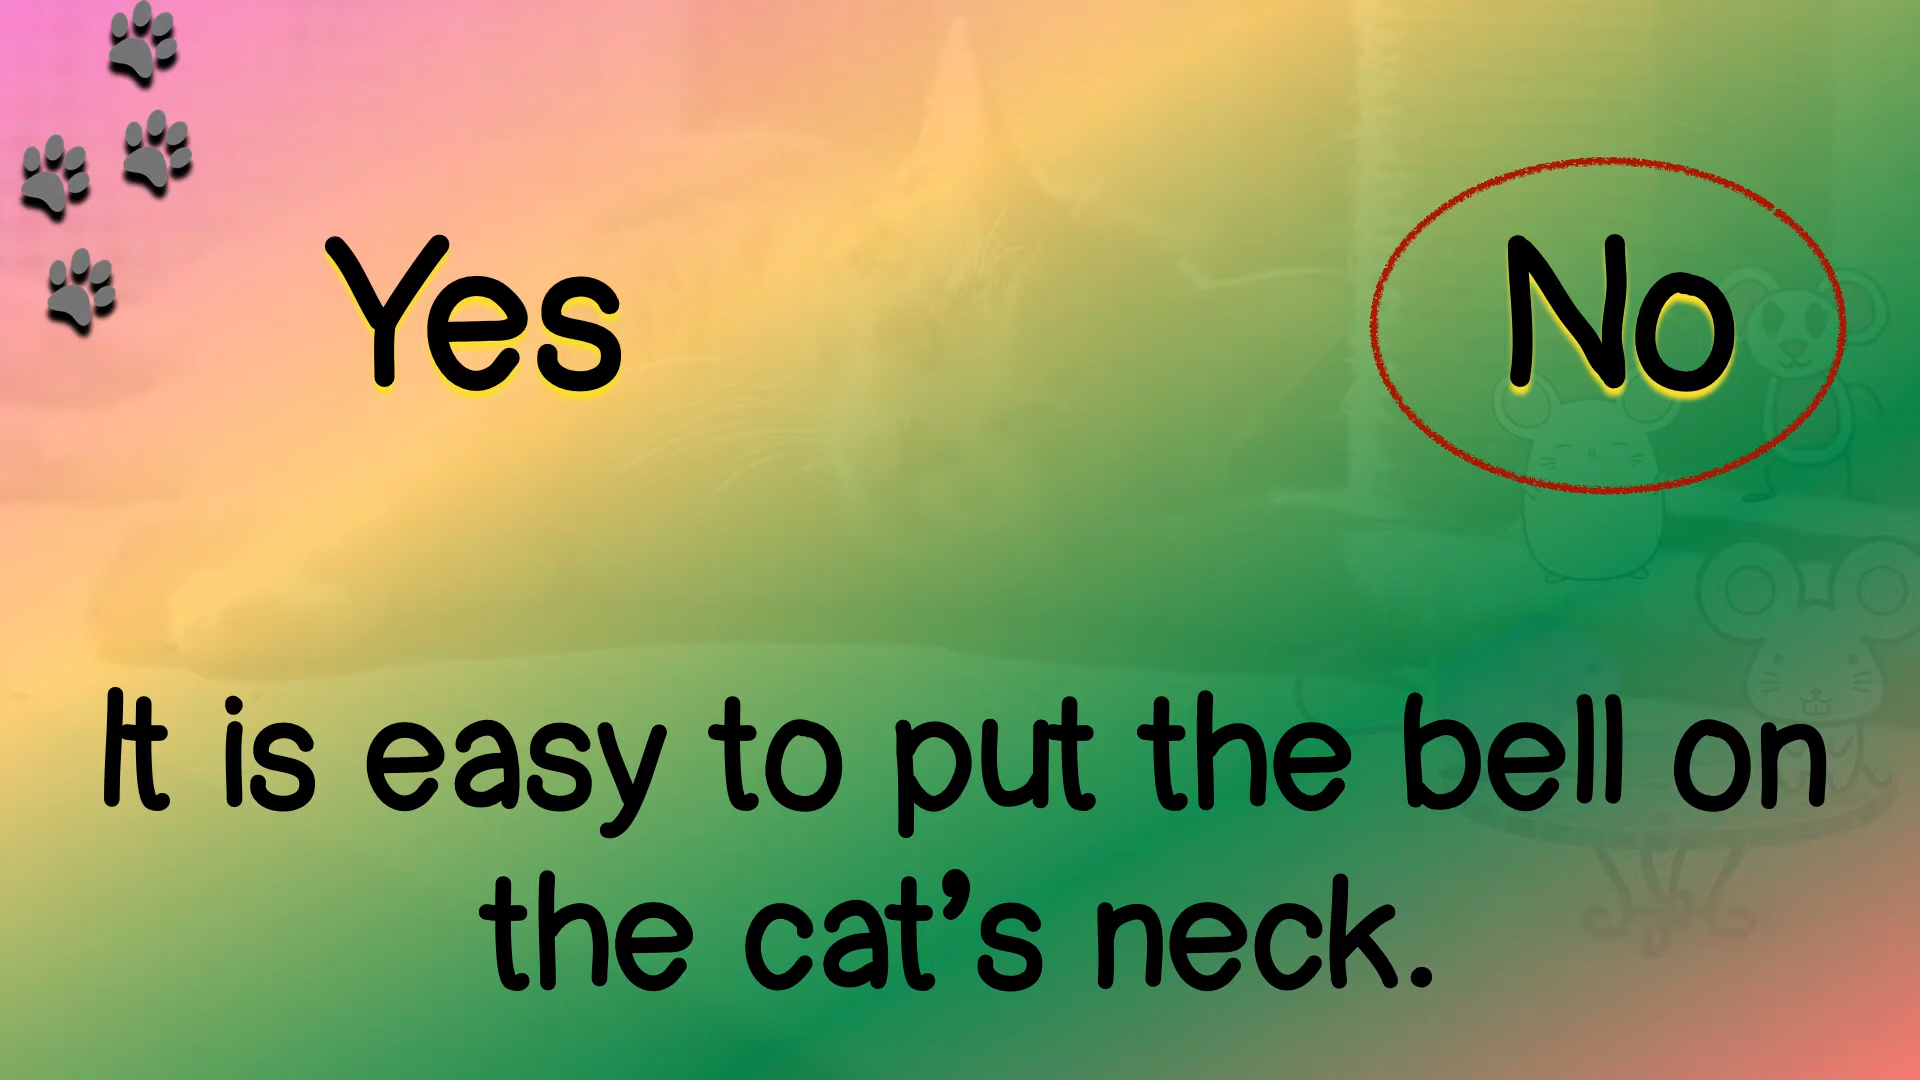 Yes No
It is easy to put the bell on
the cat’s neck.